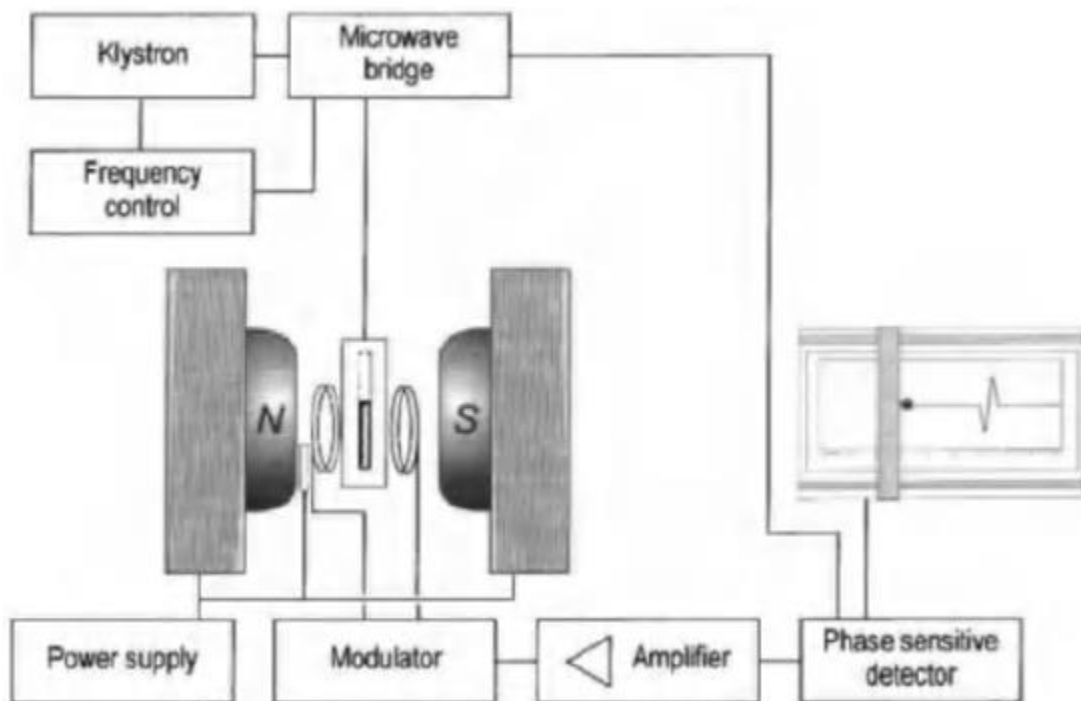 Klystron
Microwave
bridge
Frequency
control
N
S
Power supply
Modulator
Amplifier
Phase sensitive
detector